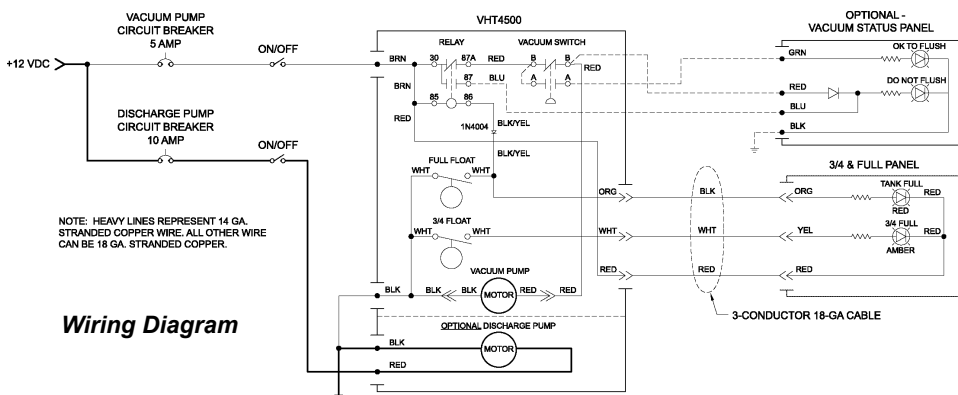 VACUUM PUMP
CIRCUIT BREAKER
5 AMP
ON/OFF
+12 VDC
DISCHARGE PUMP
CIRCUIT BREAKER
10 AMP
ON/OFF
NOTE: HEAVY LINES REPRESENT 14 GA.
STRANDED COPPER WIRE. ALL OTHER WIRE
CAN BE 18 GA. STRANDED COPPER.
Wiring Diagram
VHT4500
RELAY
VACUUM SWITCH
BRN
30
87A
RED
B
B
RED
87
BLU
A
A
BRN
85
86
RED
BLK/YEL
1N4004
BLK/YEL
FULL FLOAT
WHT
WHT
ORG
3/4 FLOAT
WHT
WHT
WHT
RED
VACUUM PUMP
BLK
BLK
BLK
MOTOR
RED
RED
OPTIONAL DISCHARGE PUMP
BLK
MOTOR
RED
BLK
WHT
RED
3-CONDUCTOR 18-GA CABLE
OPTIONAL -
VACUUM STATUS PANEL
GRN
OK TO FLUSH
RED
DO NOT FLUSH
BLU
BLK
3/4 & FULL PANEL
ORG
TANK FULL
RED
RED
YEL
3/4 FULL
RED
AMBER
RED